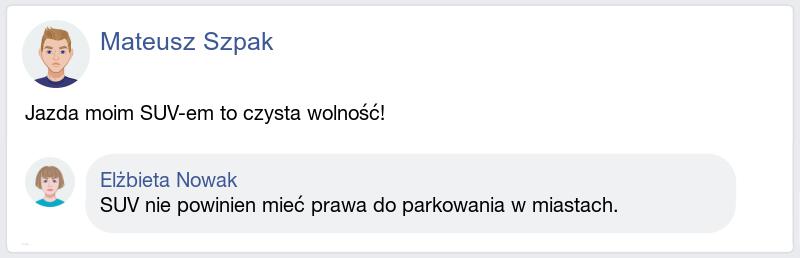 Mateusz Szpak
Jazda moim SUV-em to czysta wolność!
Elżbieta Nowak
SUV nie powinien mieć prawa do parkowania w miastach.